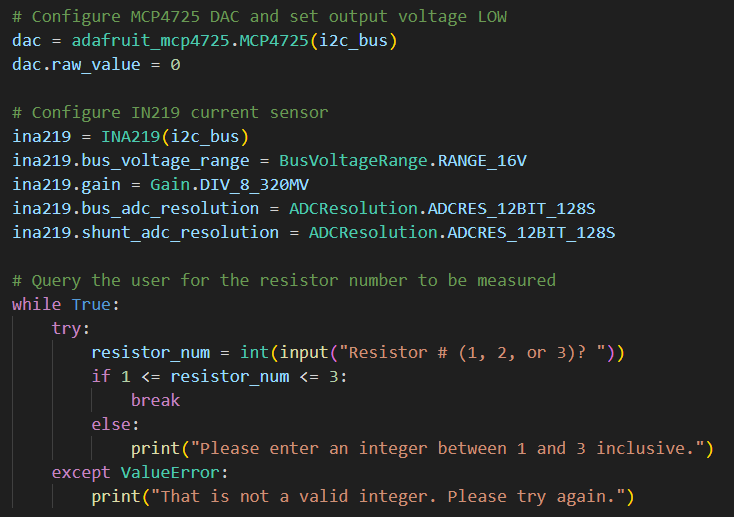 # Configure MCP4725 DAC and set output voltage LOW
dac = adafruit_mcp4725.MCP4725(i2c_bus)
dac.raw_value = 0

# Configure IN219 current sensor
ina219 = INA219(i2c_bus)
ina219.bus_voltage_range = BusVoltageRange.RANGE_16V
ina219.gain = Gain.DIV_8_320MV
ina219.bus_adc_resolution = ADCResolution.ADCRES_12BIT_128S
ina219.shunt_adc_resolution = ADCResolution.ADCRES_12BIT_128S

# Query the user for the resistor number to be measured
while True:
    try:
        resistor_num = int(input("Resistor # (1, 2, or 3)? "))
        if 1 <= resistor_num <= 3:
            break
        else:
            print("Please enter an integer between 1 and 3 inclusive.")
    except ValueError:
        print("That is not a valid integer. Please try again.")